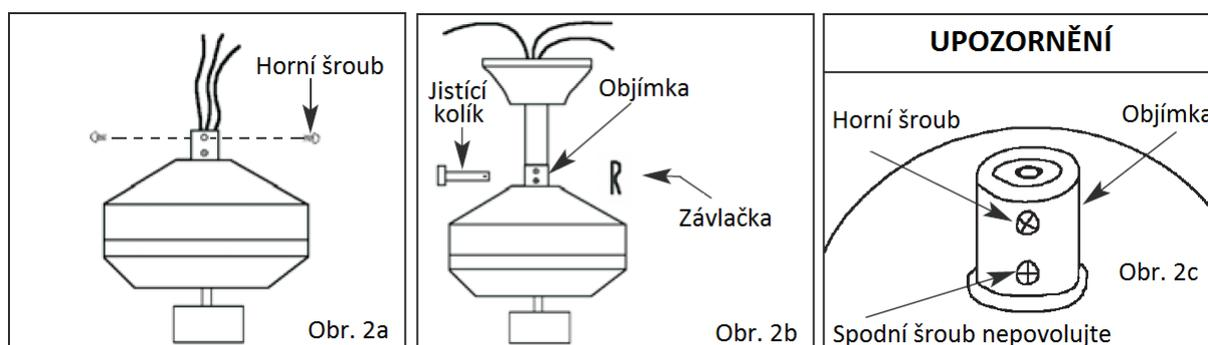 Horní šroub
Obr. 2a
Jistící
kolík
Objímka
R
Závlačka
Obr. 2b
UPOZORNĚNÍ
Horní šroub
Objímka
Obr. 2c
Spodní šroub nepovolujte